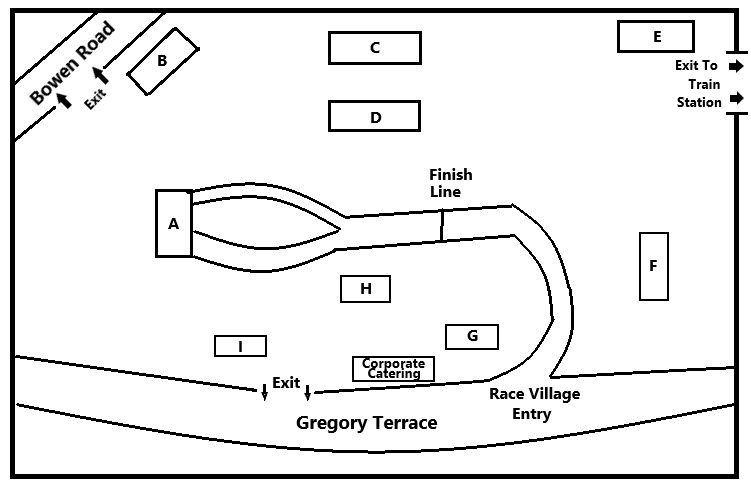 Bowen Road
Exit
B
C
E
Exit To
Train
Station
D
Finish
Line
A
F
H
G
I
Corporate
Catering
Exit
Race Village
Entry
Gregory Terrace